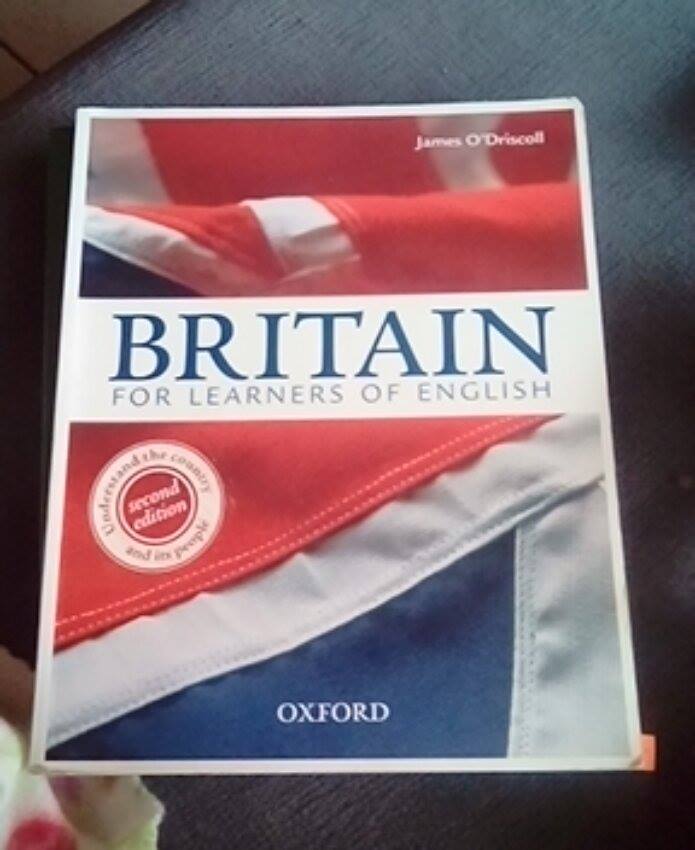 James O'Driscoll
BRITAIN
FOR LEARNERS OF ENGLISH
Understand the country
second
edition
and its people
OXFORD